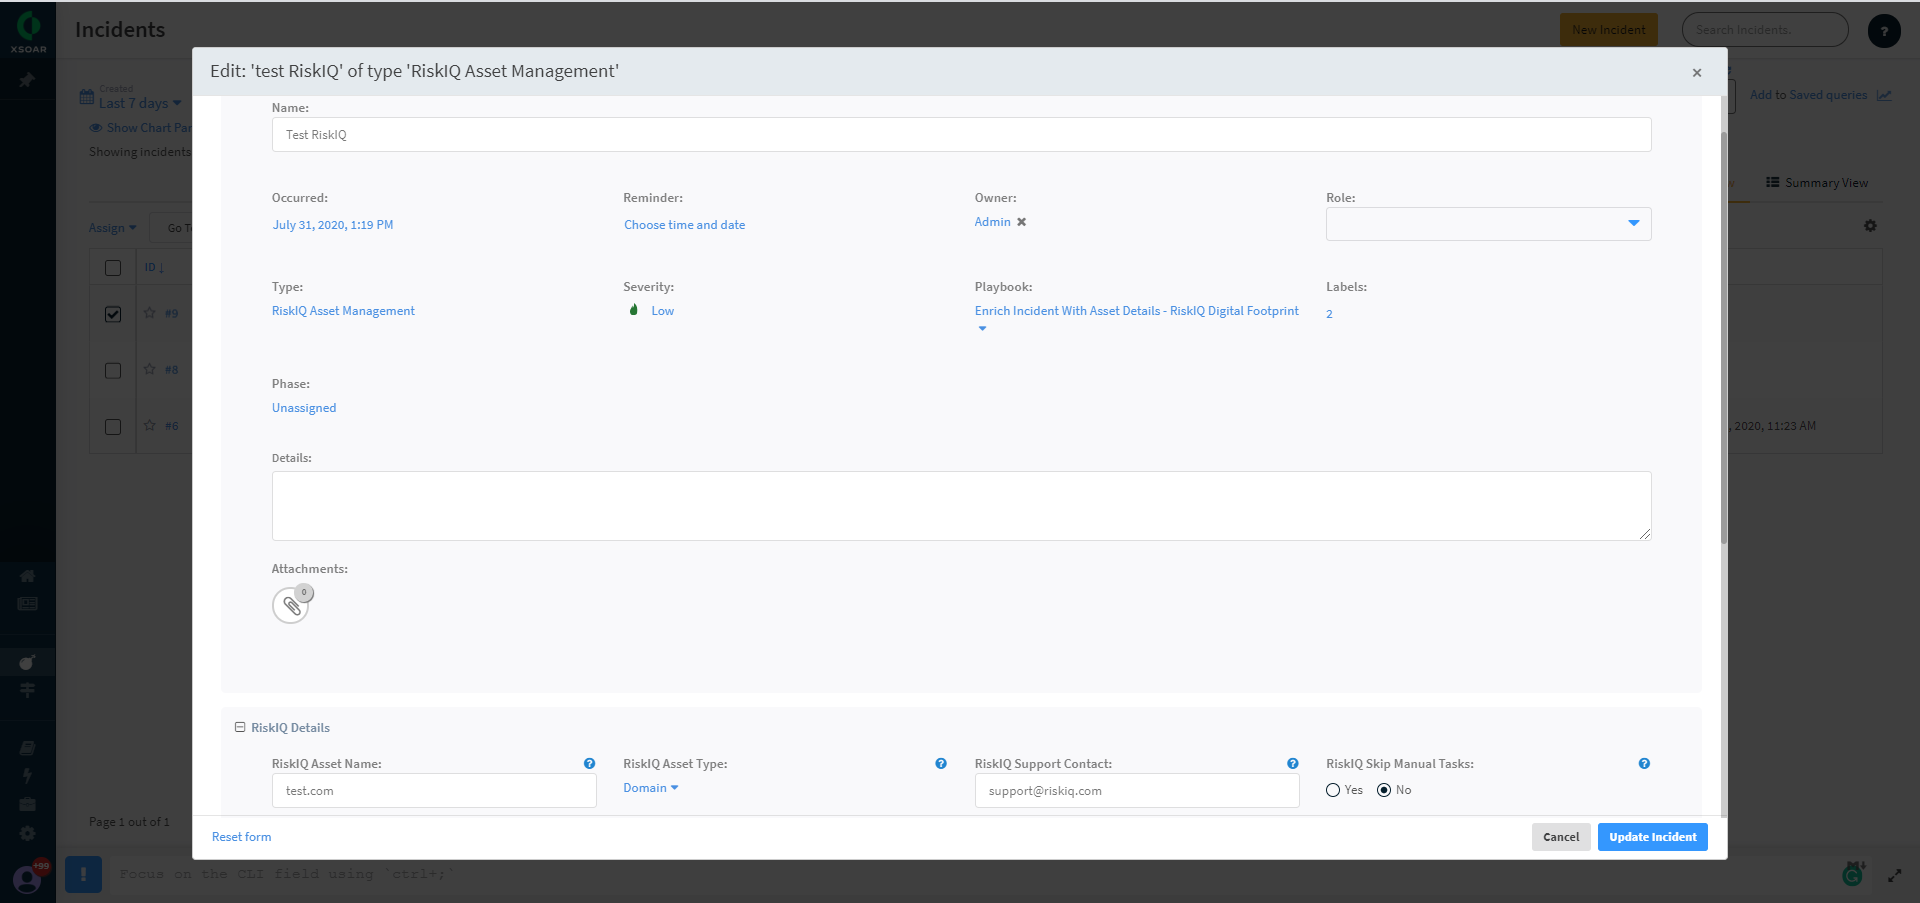 XSOAR
Incidents
New Incident
Search Incidents.
?
Edit: 'test RiskIQ' of type 'RiskIQ Asset Management'
×
Created
Last 7 days
Show Chart Pan
Add to Saved queries
Showing incidents
Summary View
Assign
Go To
ID
#9
#8
#6
, 2020, 11:23 AM
Name:
Test RiskIQ
Occurred:
July 31, 2020, 1:19 PM
Reminder:
Choose time and date
Owner:
Admin
Role:
Type:
RiskIQ Asset Management
Severity:
Low
Playbook:
Enrich Incident With Asset Details - RiskIQ Digital Footprint
Labels:
2
Phase:
Unassigned
Details:
Attachments:
0
RiskIQ Details
RiskIQ Asset Name:
?
test.com
RiskIQ Asset Type:
?
Domain
RiskIQ Support Contact:
?
support@riskiq.com
RiskIQ Skip Manual Tasks:
?
Yes
No
Page 1 out of 1
Reset form
Cancel
Update Incident
+99
!
Focus on the CLI field using `ctrl+;`